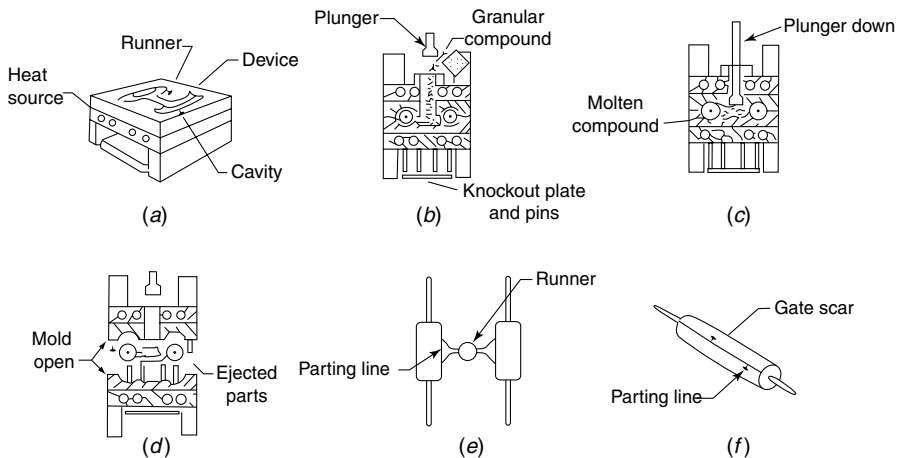 Runner
Device
Heat
source
Cavity
(a)
Plunger
Granular
compound
Knockout plate
and pins
(b)
Plunger down
Molten
compound
(c)
Mold
open
Ejected
parts
(d)
Runner
Parting line
(e)
Gate scar
Parting line
(f)